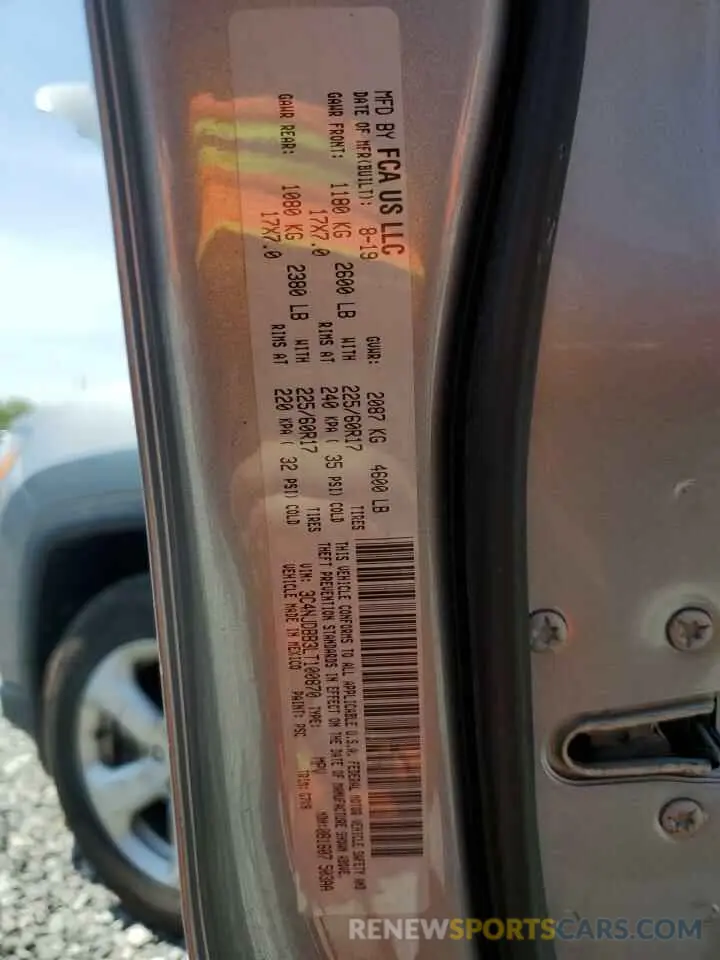 MFD BY FCA US LLC
DATE OF MFR(BUILT): 8-19 GVWR: 2087 KG 4600 LB
GAWR FRONT: 1180 KG 2600 LB WITH 225/60R17 TIRES
17X7.0 RIMS AT 240 KPA ( 35 PSI) COLD
GAWR REAR: 1080 KG 2380 LB WITH 225/60R17 TIRES
17X7.0 RIMS AT 220 KPA ( 32 PSI) COLD
THIS VEHICLE CONFORMS TO ALL APPLICABLE U.S.A. FEDERAL MOTOR VEHICLE SAFETY AND
THEFT PREVENTION STANDARDS IN EFFECT ON THE DATE OF MANUFACTURE SHOWN ABOVE.
VIN: 3C4NJDBB3LT100870 TYPE: MPV
VEHICLE MADE IN MEXICO PAINT: PSC
RENEWSPORTSCARS.COM